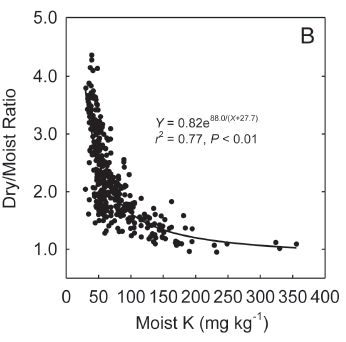 B
5.0
4.0
3.0
2.0
1.0
Dry/Moist Ratio
Y = 0.82e^88.0/(X+27.7)
r² = 0.77, P < 0.01
0 50 100 150 200 250 300 350 400
Moist K (mg kg⁻¹)